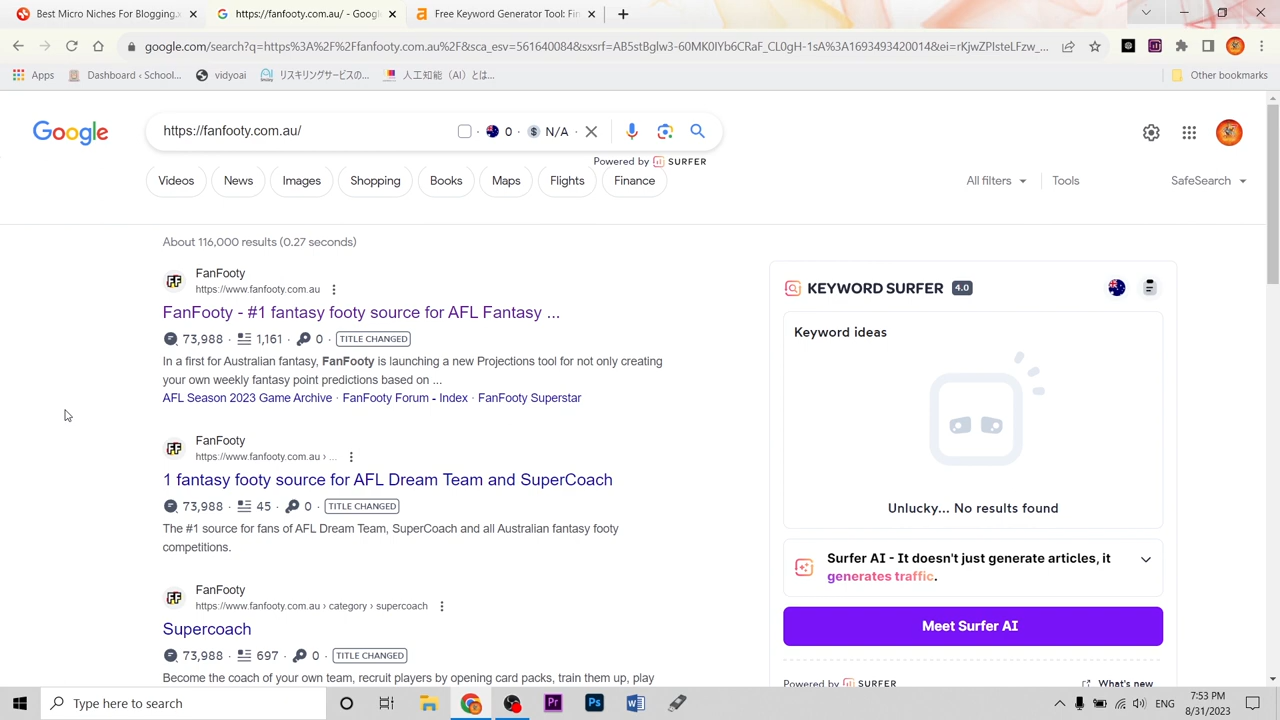 Best Micro Niches For Blogging.
https://fanfooty.com.au/ - Googl
Free Keyword Generator Tool: Fin
google.com/search?q=https%3A%2F%2Ffanfooty.com.au%2F&sca_esv=561640084&sxsrf=AB5stBglw3-60MK0IYb6CRaF_CL0gH-1sA%3A1693493420014&ei=rKjwZPIsteLFzw_...
Apps
Dashboard ‹ School...
vidyoai
リスキリングサービスの...
人工知能（AI）とは...
Other bookmarks
Google
https://fanfooty.com.au/
0
N/A
Powered by SURFER
Videos
News
Images
Shopping
Books
Maps
Flights
Finance
All filters
Tools
SafeSearch
About 116,000 results (0.27 seconds)
FanFooty
https://www.fanfooty.com.au
FanFooty - #1 fantasy footy source for AFL Fantasy ...
73,988 · 1,161 · 0 · TITLE CHANGED
In a first for Australian fantasy, FanFooty is launching a new Projections tool for not only creating
your own weekly fantasy point predictions based on ...
AFL Season 2023 Game Archive · FanFooty Forum - Index · FanFooty Superstar
FanFooty
https://www.fanfooty.com.au › ...
1 fantasy footy source for AFL Dream Team and SuperCoach
73,988 · 45 · 0 · TITLE CHANGED
The #1 source for fans of AFL Dream Team, SuperCoach and all Australian fantasy footy
competitions.
FanFooty
https://www.fanfooty.com.au › category › supercoach
Supercoach
73,988 · 697 · 0 · TITLE CHANGED
Become the coach of your own team, recruit players by opening card packs, train them up, play
KEYWORD SURFER 4.0
Keyword ideas
Unlucky... No results found
Surfer AI - It doesn't just generate articles, it
generates traffic.
Meet Surfer AI
Powered by SURFER
What's new
Type here to search
ENG
7:53 PM
8/31/2023